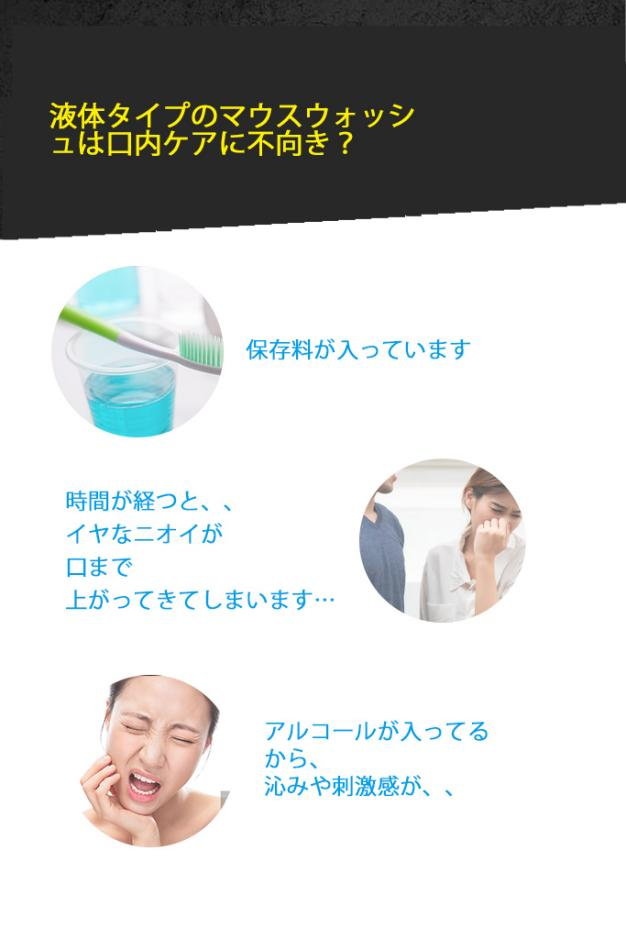 液体タイプのマウスウォッシ
ュは口内ケアに不向き？
保存料が入っています
時間が経つと、、
イヤなニオイが
口まで
上がってきてしまいます…
アルコールが入ってる
から、
沁みや刺激感が、、